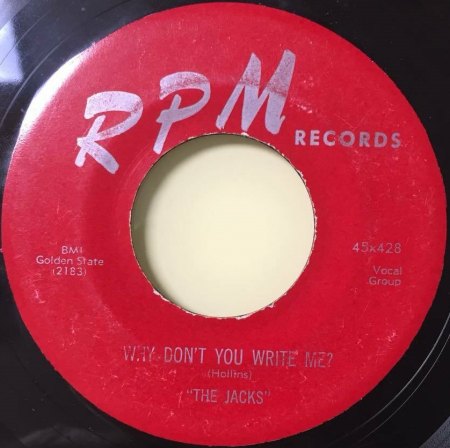 RPM
RECORDS
BMI
Golden State
(2183)
45x428
Vocal
Group
WHY DON'T YOU WRITE ME?
(Hollins)
"THE JACKS"